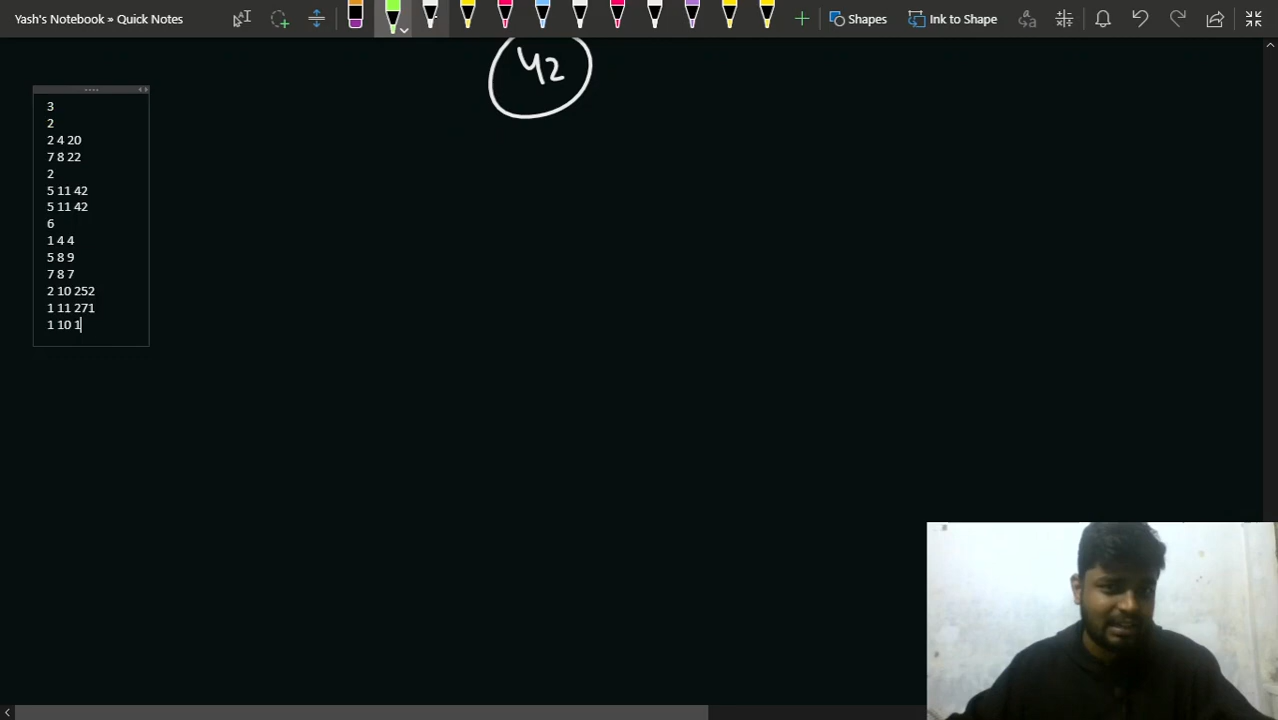 Yash's Notebook » Quick Notes
Shapes
Ink to Shape
42
3
2
2 4 20
7 8 22
2
5 11 42
5 11 42
6
1 4 4
5 8 9
7 8 7
2 10 252
1 11 271
1 10 1